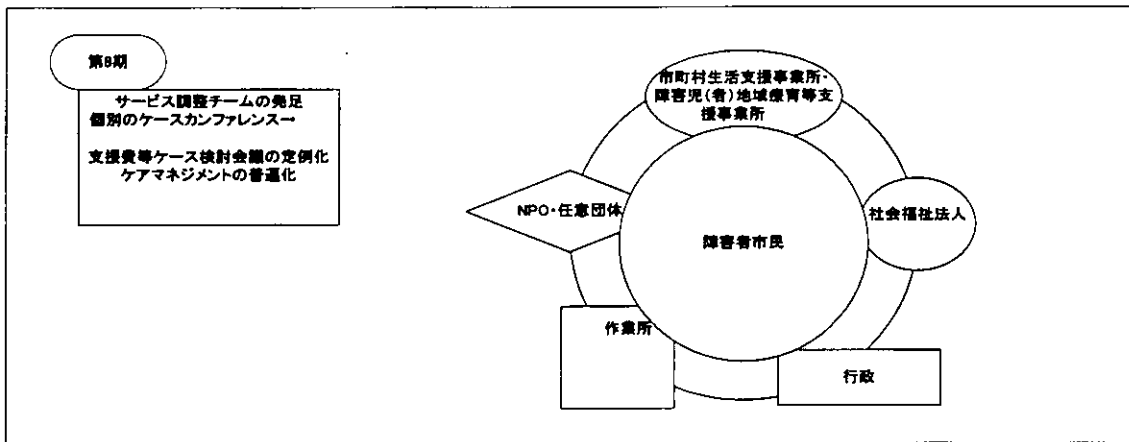 第8期
サービス調整チームの発足
個別のケースカンファレンス→
支援費等ケース検討会議の定例化
ケアマネジメントの普遍化
市町村生活支援事業所・
障害児(者)地域療育等支
援事業所
NPO・任意団体
社会福祉法人
障害者市民
作業所
行政